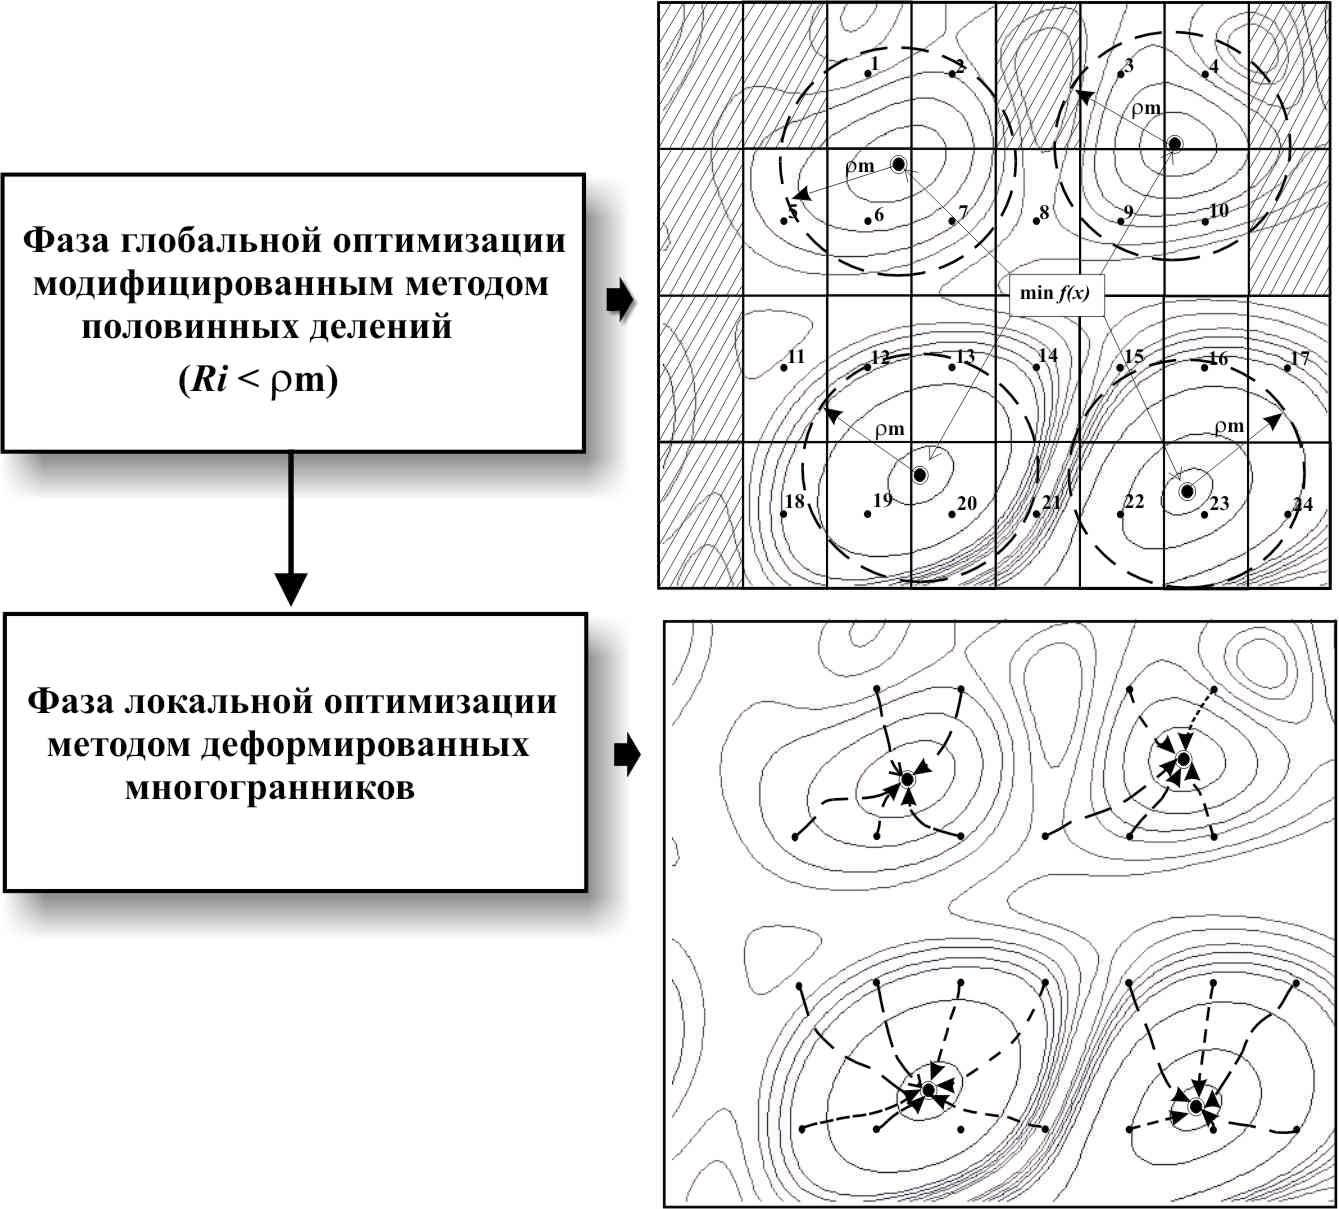 Фаза глобальной оптимизации
модифицированным методом
половинных делений
(Ri < ρm)
Фаза локальной оптимизации
методом деформированных
многогранников
1 2 3 4
ρm
ρm
5 6 7 8 9 10
min f(x)
11 12 13 14 15 16 17
ρm ρm
18 19 20 21 22 23 24